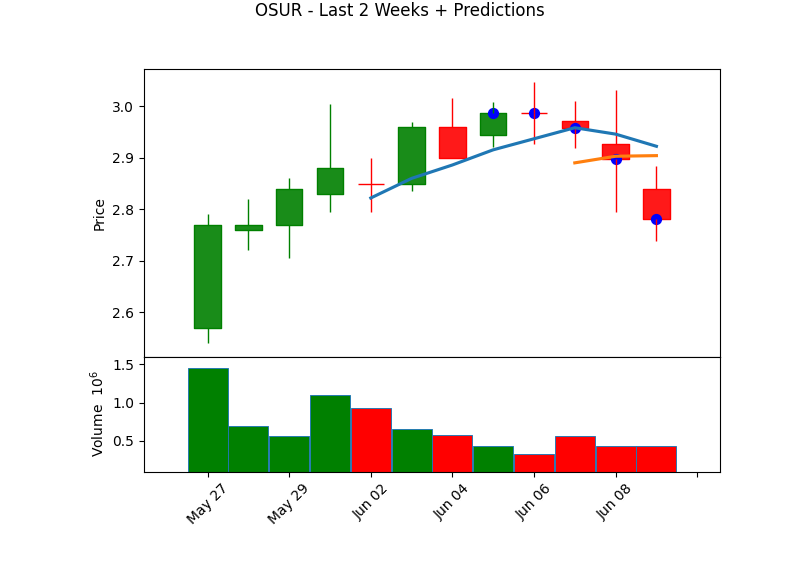 OSUR - Last 2 Weeks + Predictions
Price
3.0
2.9
2.8
2.7
2.6
Volume 10^6
1.5
1.0
0.5
May 27
May 29
Jun 02
Jun 04
Jun 06
Jun 08